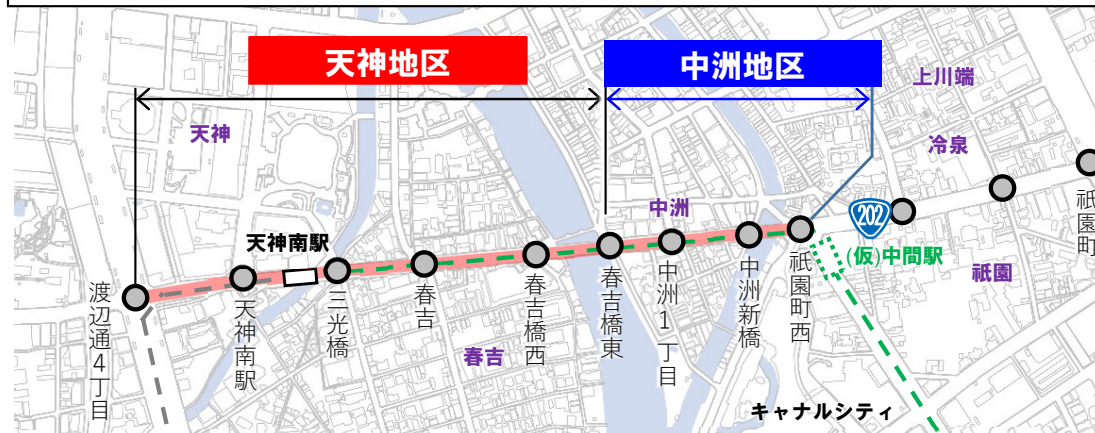 天神地区
中洲地区
上川端
天神
冷泉
中洲
202
祇園町
天神南駅
(仮)中間駅
祇園
渡辺通4丁目
天神南駅
三光橋
春吉
春吉橋西
春吉橋東
中洲1丁目
中洲新橋
祇園町西
春吉
キャナルシティ